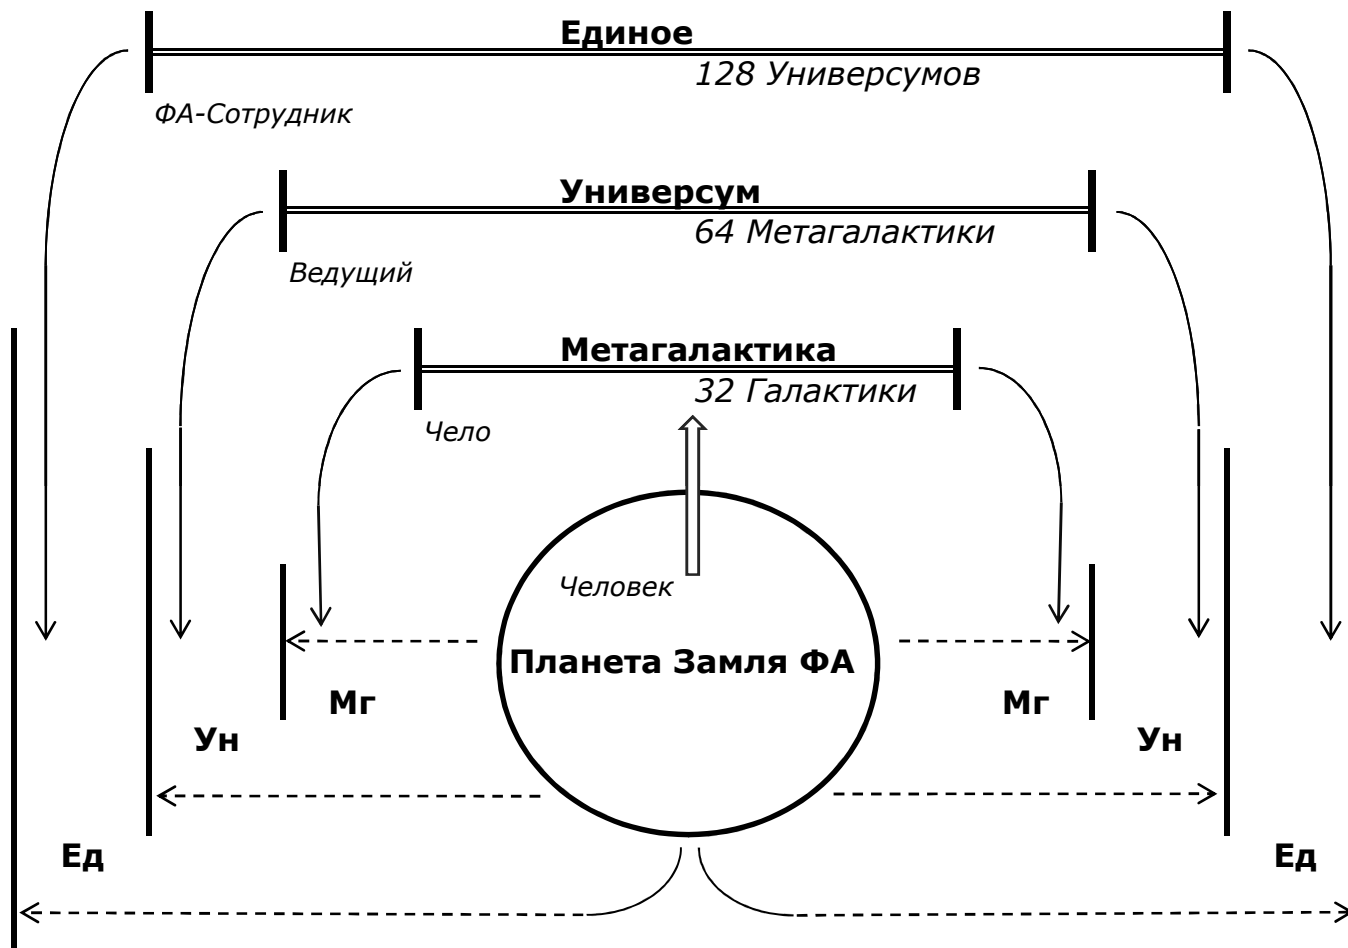 Единое
128 Универсумов
ФА-Сотрудник
Универсум
64 Метагалактики
Ведущий
Метагалактика
32 Галактики
Чело
Человек
Планета Замля ФА
Мг
Мг
Ун
Ун
Ед
Ед